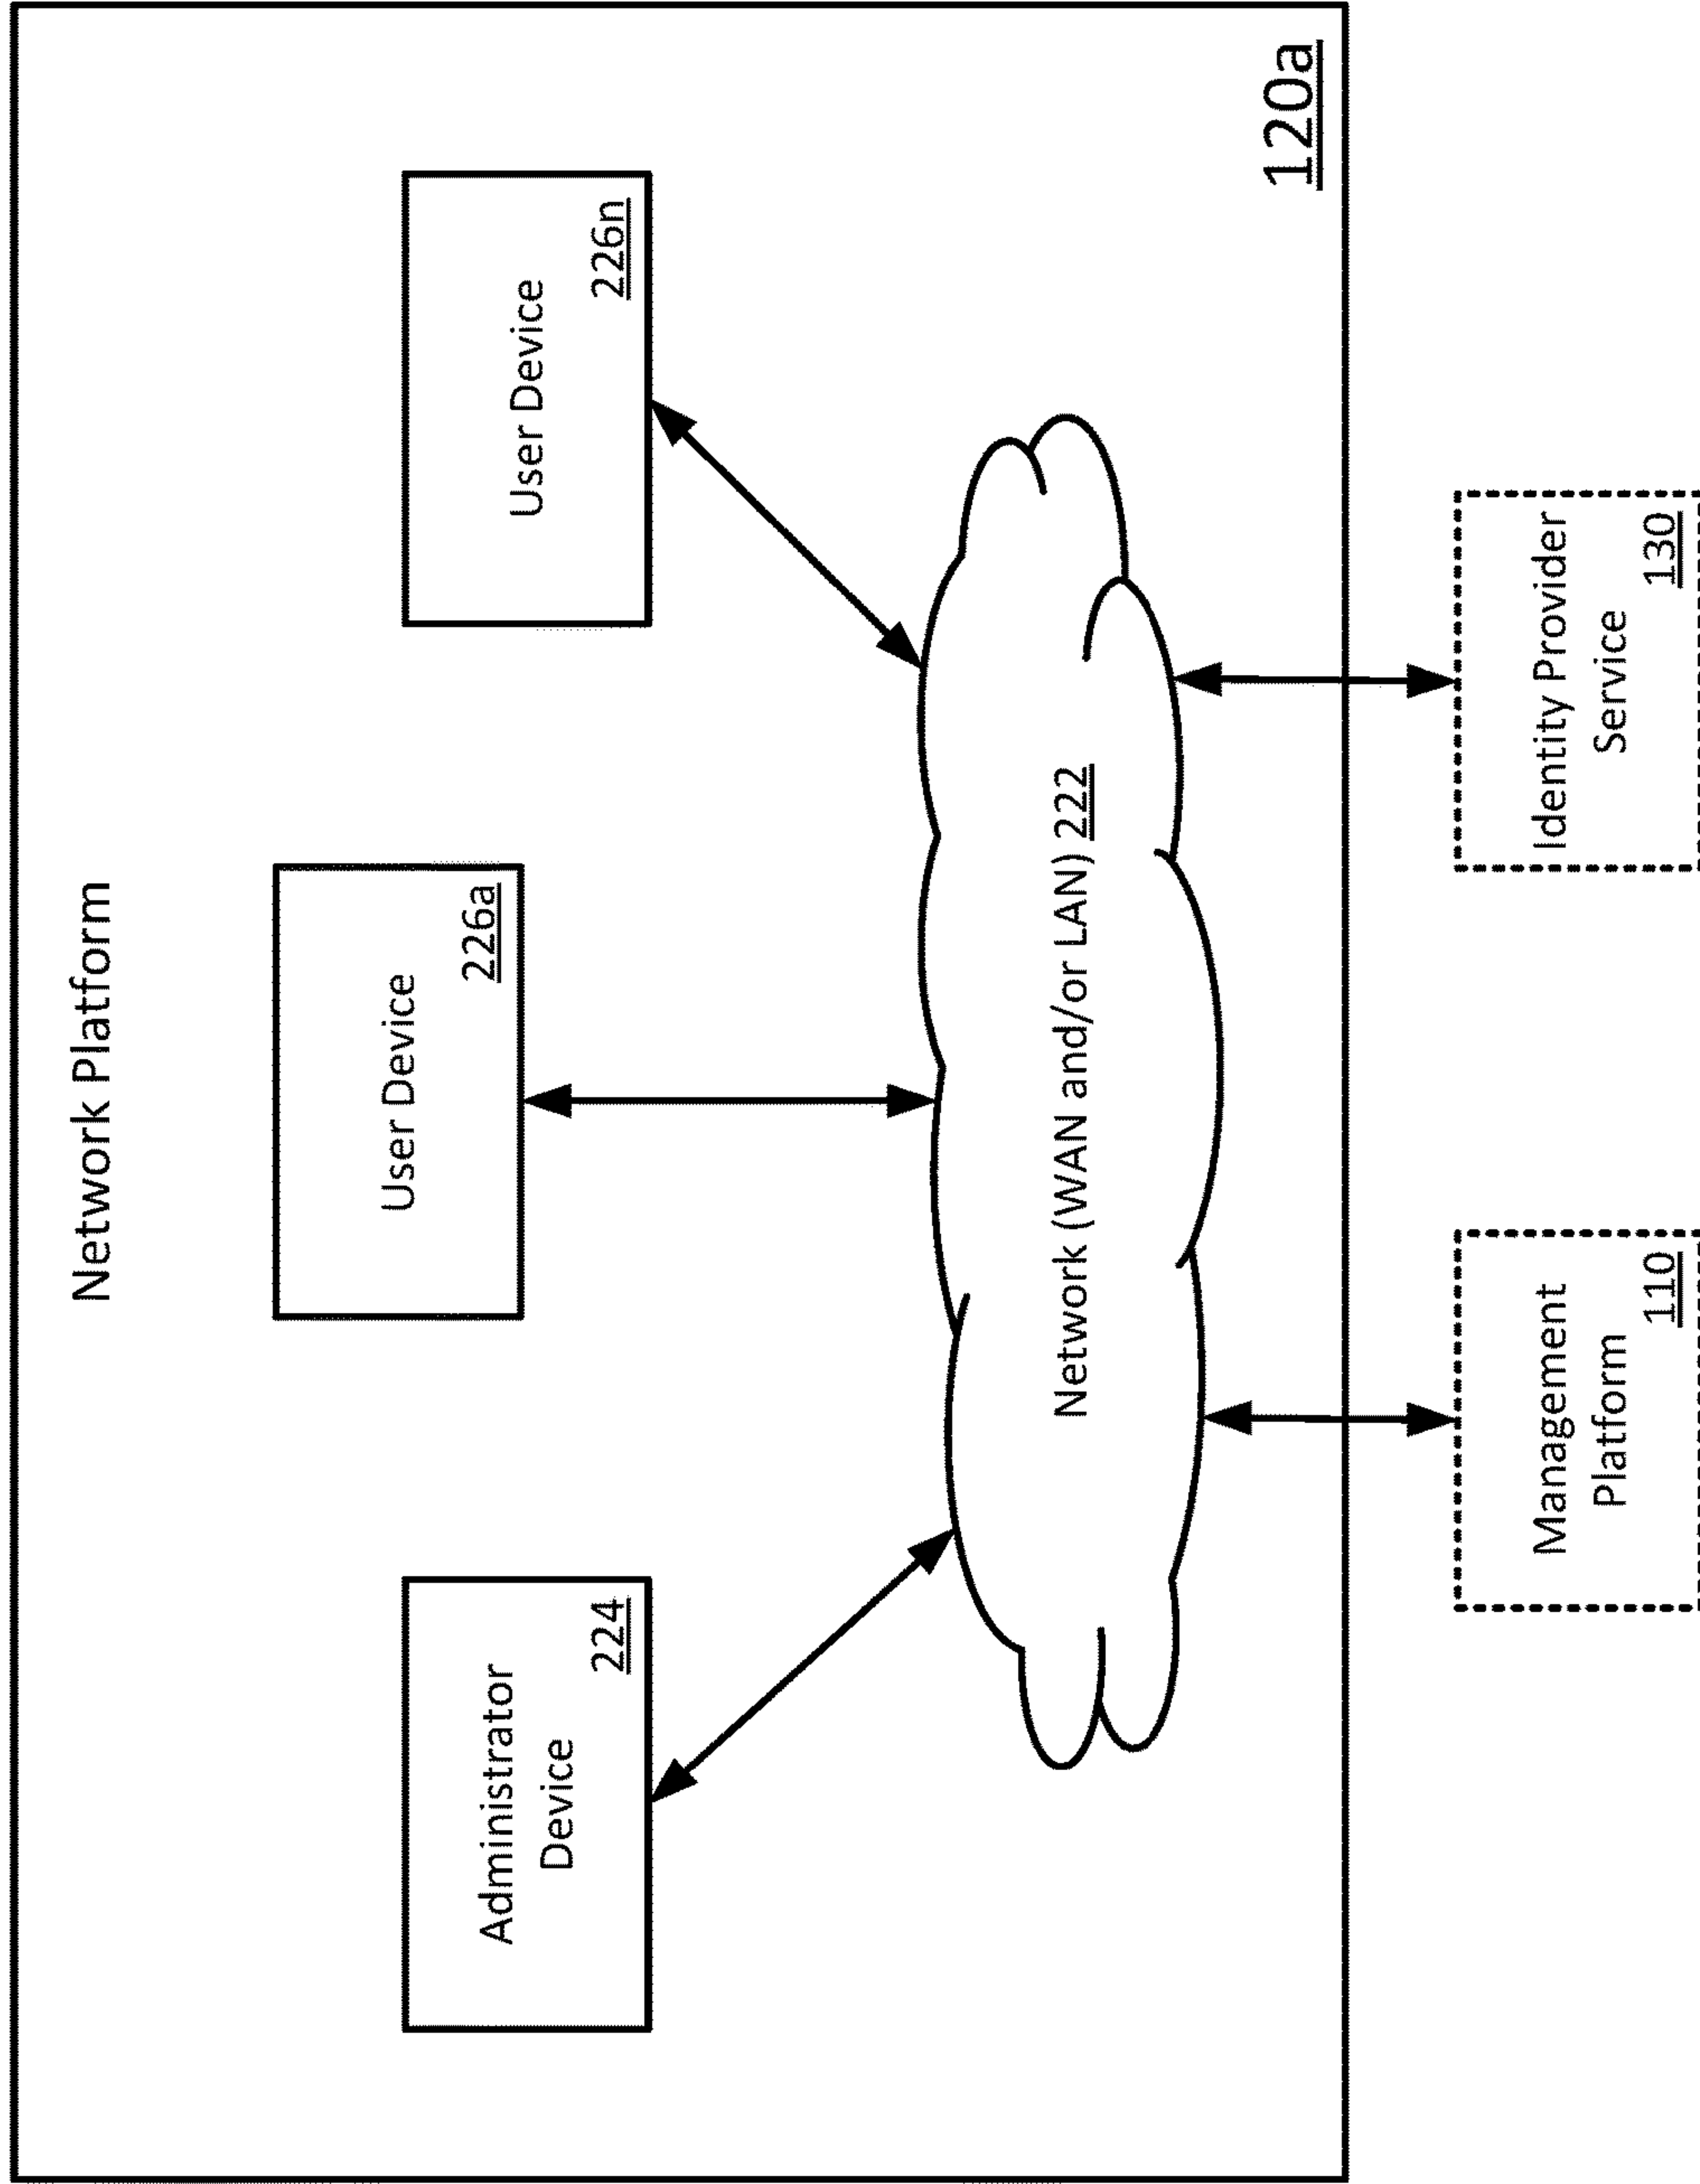 Network Platform
User Device
226a
Administrator
Device
224
User Device
226n
Network (WAN and/or LAN) 222
120a
Management
Platform
110
Identity Provider
Service
130